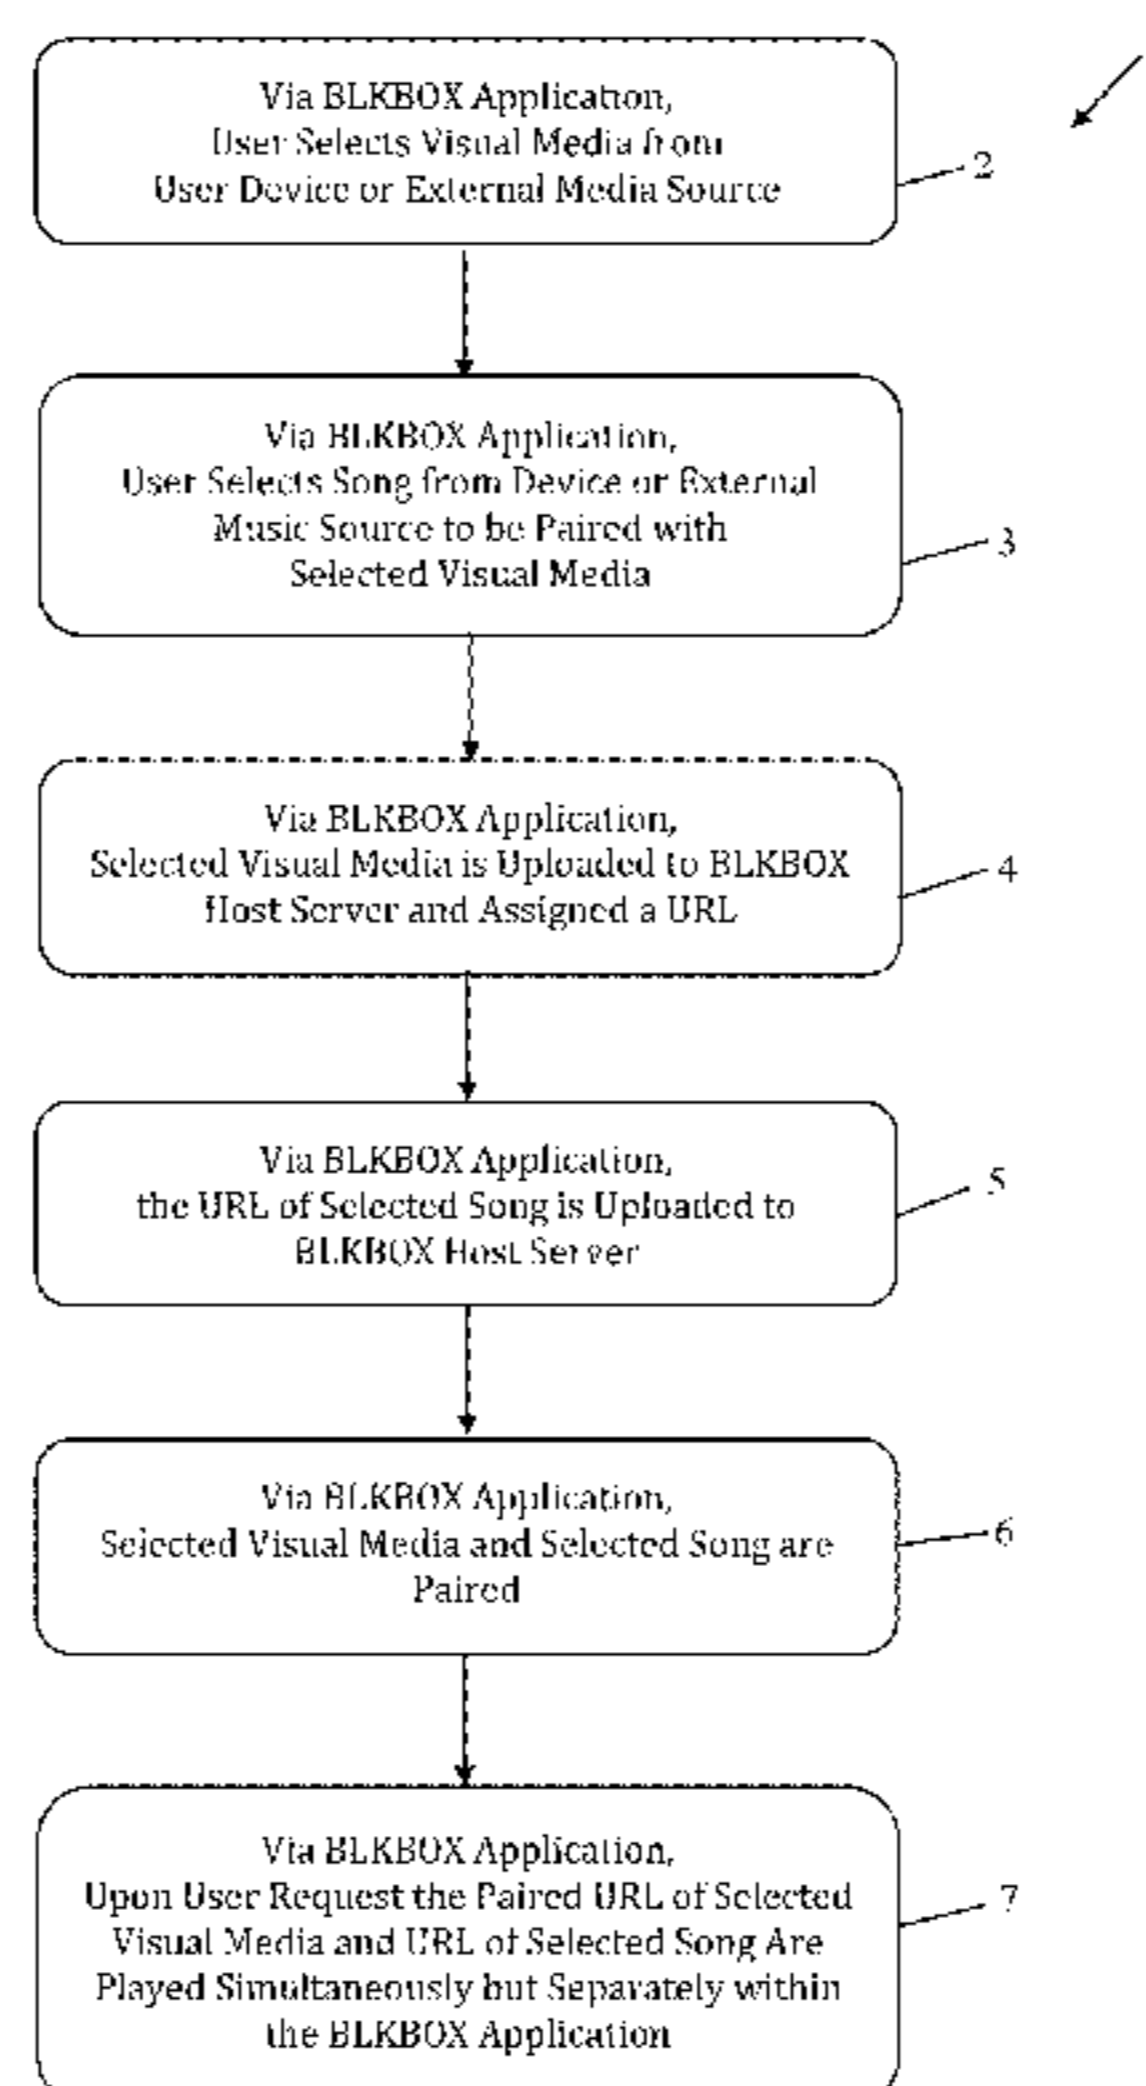 Via BLKBOX Application,
User Selects Visual Media from
User Device or External Media Source
2
Via BLKBOX Application,
User Selects Song from Device or External
Music Source to be Paired with
Selected Visual Media
3
Via BLKBOX Application,
Selected Visual Media is Uploaded to BLKBOX
Host Server and Assigned a URL
4
Via BLKBOX Application,
the URL of Selected Song is Uploaded to
BLKBOX Host Server
5
Via BLKBOX Application,
Selected Visual Media and Selected Song are
Paired
6
Via BLKBOX Application,
Upon User Request the Paired URL of Selected
Visual Media and URL of Selected Song Are
Played Simultaneously but Separately within
the BLKBOX Application
7